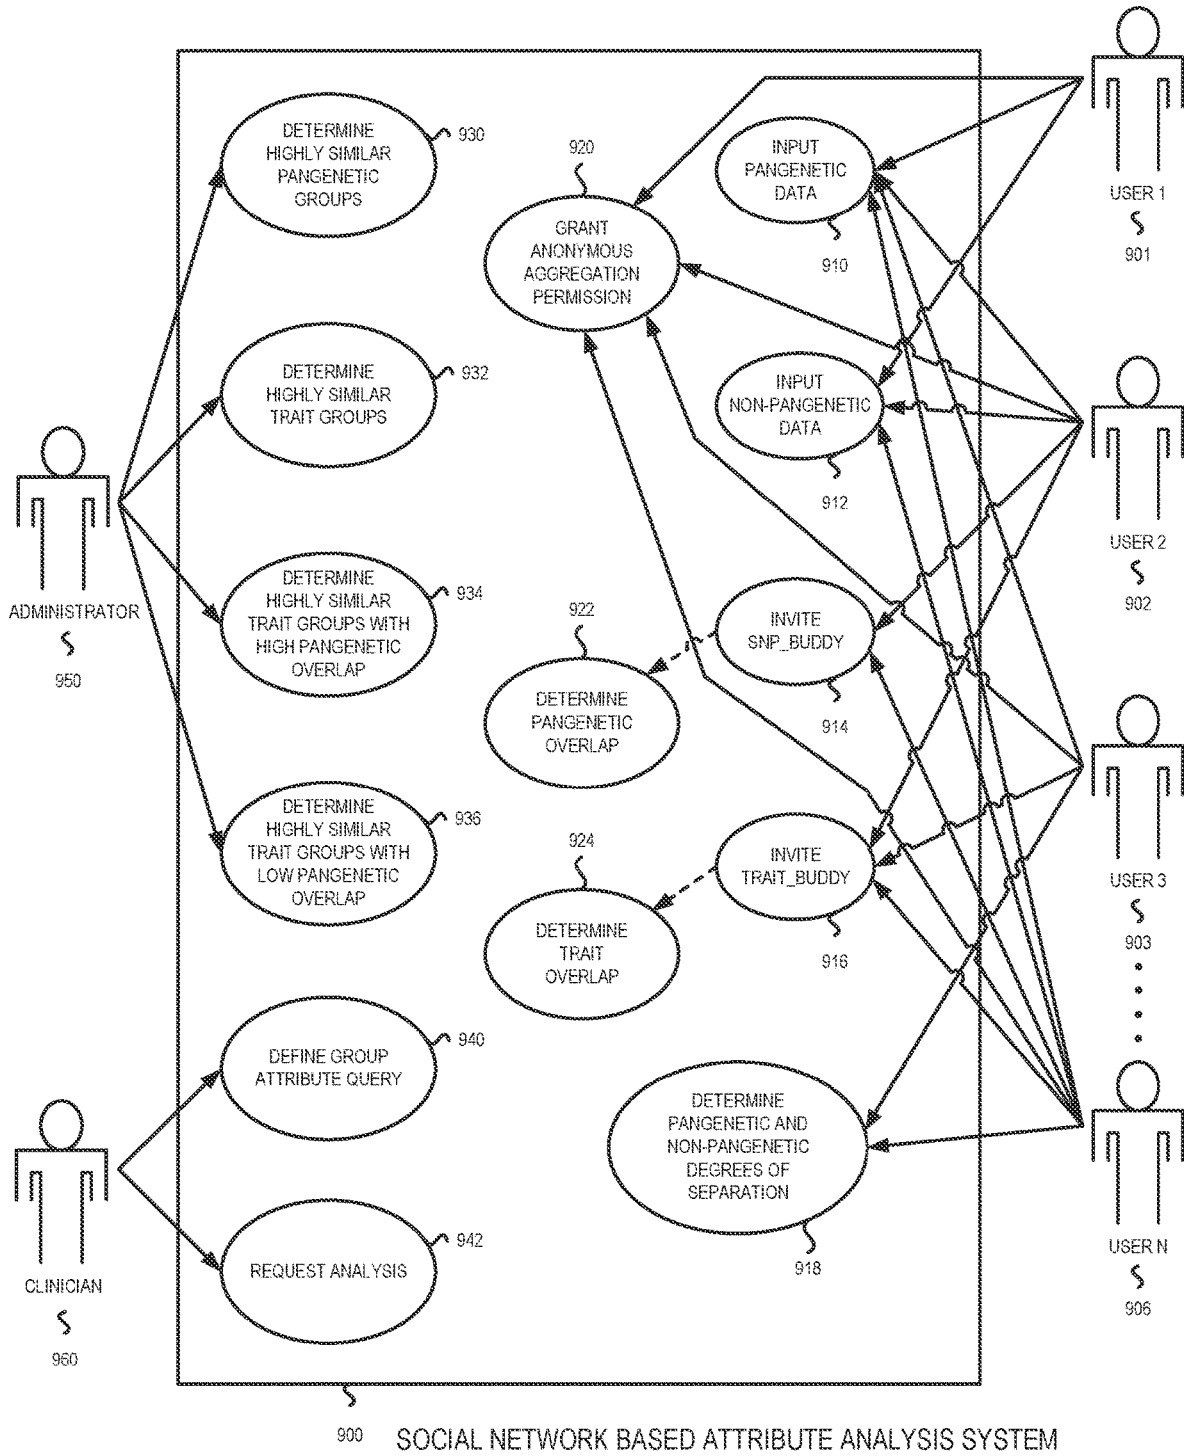 DETERMINE
HIGHLY SIMILAR
PANGENETIC
GROUPS
930
DETERMINE
HIGHLY SIMILAR
TRAIT GROUPS
932
DETERMINE
HIGHLY SIMILAR
TRAIT GROUPS WITH
HIGH PANGENETIC
OVERLAP
934
DETERMINE
HIGHLY SIMILAR
TRAIT GROUPS WITH
LOW PANGENETIC
OVERLAP
936
DEFINE GROUP
ATTRIBUTE QUERY
940
REQUEST ANALYSIS
942
ADMINISTRATOR
950
CLINICIAN
960
920
GRANT
ANONYMOUS
AGGREGATION
PERMISSION
922
DETERMINE
PANGENETIC
OVERLAP
924
DETERMINE
TRAIT
OVERLAP
INPUT
PANGENETIC
DATA
910
INPUT
NON-PANGENETIC
DATA
912
INVITE
SNP_BUDDY
914
INVITE
TRAIT_BUDDY
916
DETERMINE
PANGENETIC AND
NON-PANGENETIC
DEGREES OF
SEPARATION
918
USER 1
901
USER 2
902
USER 3
903
USER N
906
900
SOCIAL NETWORK BASED ATTRIBUTE ANALYSIS SYSTEM